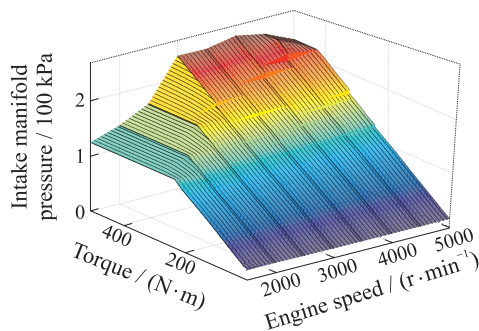 Intake manifold
pressure / 100 kPa
2
1
0
400
200
Torque / (N·m)
2000
3000
4000
5000
Engine speed / (r·min⁻¹)